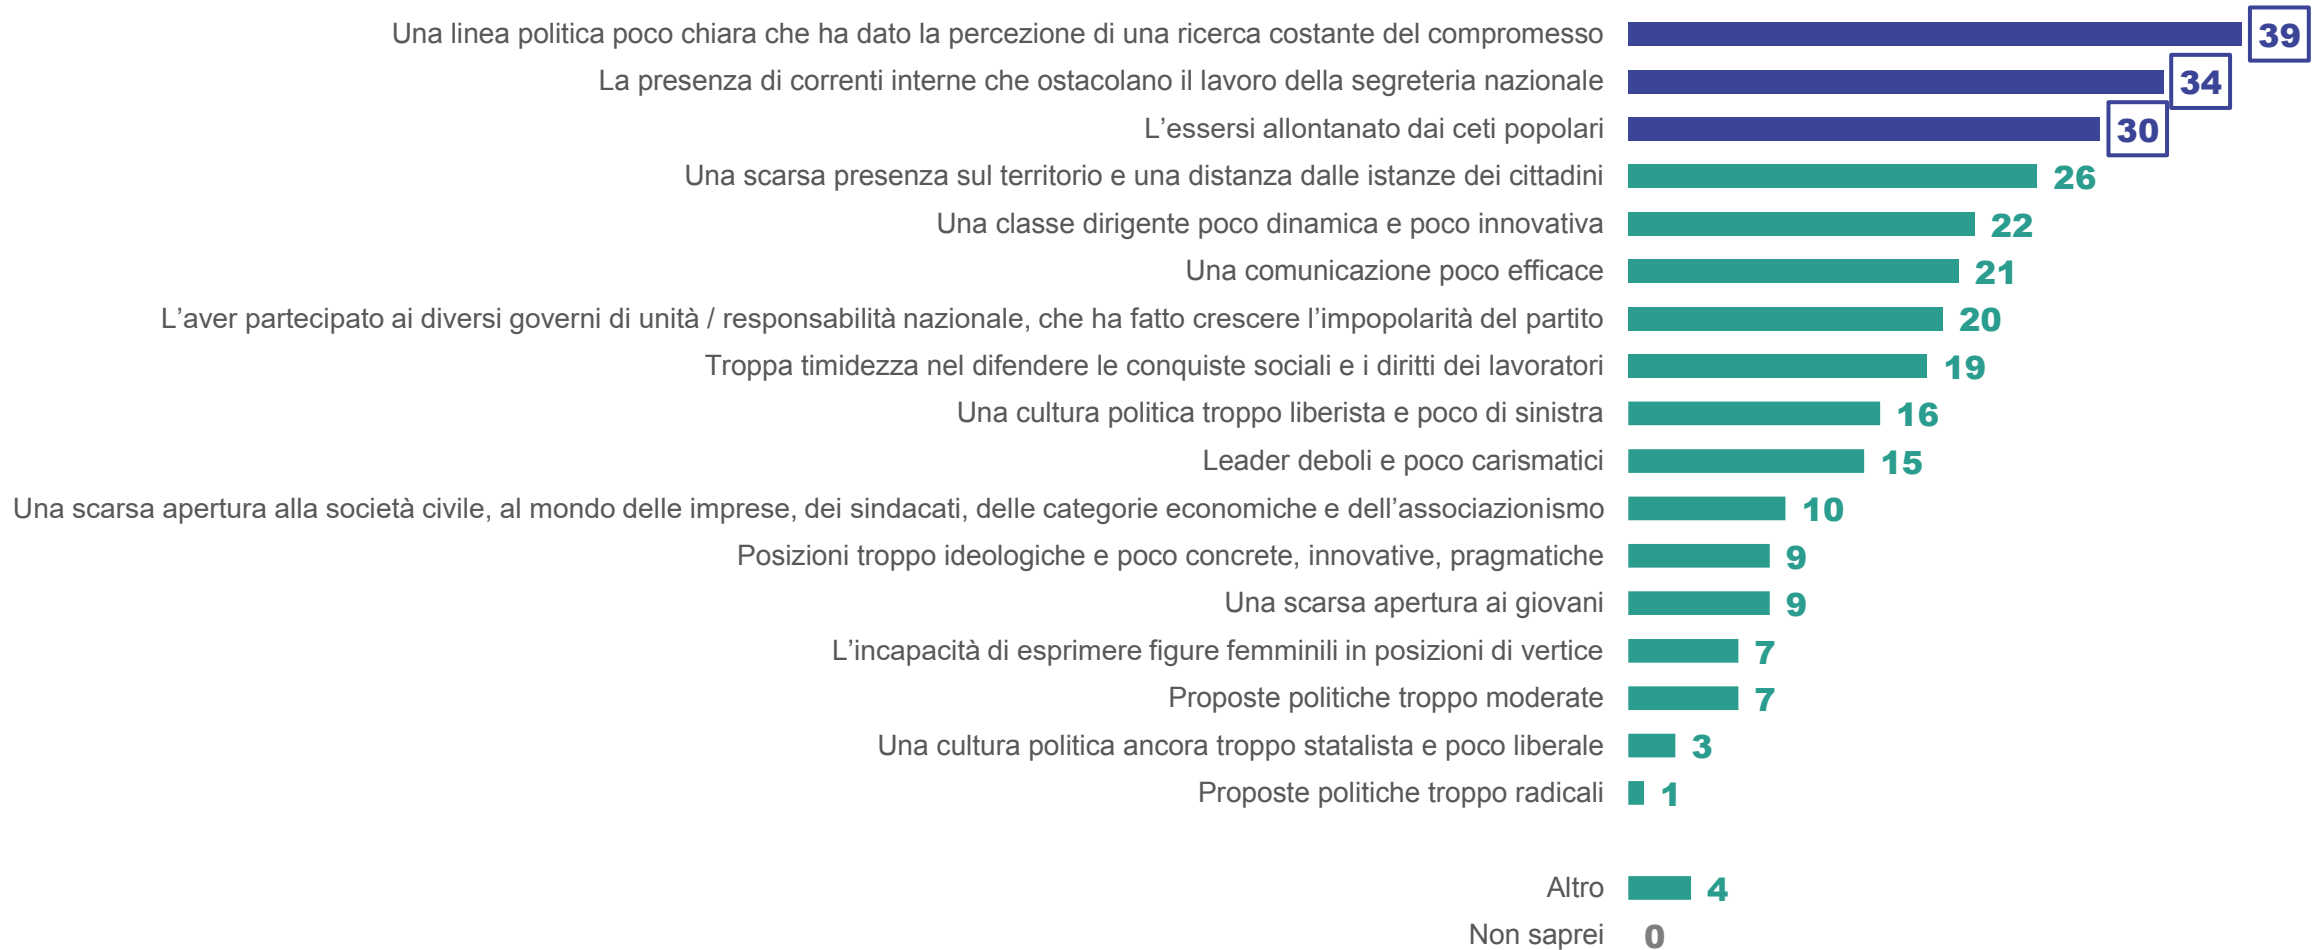 Una linea politica poco chiara che ha dato la percezione di una ricerca costante del compromesso 39
La presenza di correnti interne che ostacolano il lavoro della segreteria nazionale 34
L’essersi allontanato dai ceti popolari 30
Una scarsa presenza sul territorio e una distanza dalle istanze dei cittadini 26
Una classe dirigente poco dinamica e poco innovativa 22
Una comunicazione poco efficace 21
L’aver partecipato ai diversi governi di unità / responsabilità nazionale, che ha fatto crescere l’impopolarità del partito 20
Troppa timidezza nel difendere le conquiste sociali e i diritti dei lavoratori 19
Una cultura politica troppo liberista e poco di sinistra 16
Leader deboli e poco carismatici 15
Una scarsa apertura alla società civile, al mondo delle imprese, dei sindacati, delle categorie economiche e dell’associazionismo 10
Posizioni troppo ideologiche e poco concrete, innovative, pragmatiche 9
Una scarsa apertura ai giovani 9
L’incapacità di esprimere figure femminili in posizioni di vertice 7
Proposte politiche troppo moderate 7
Una cultura politica ancora troppo statalista e poco liberale 3
Proposte politiche troppo radicali 1
Altro 4
Non saprei 0